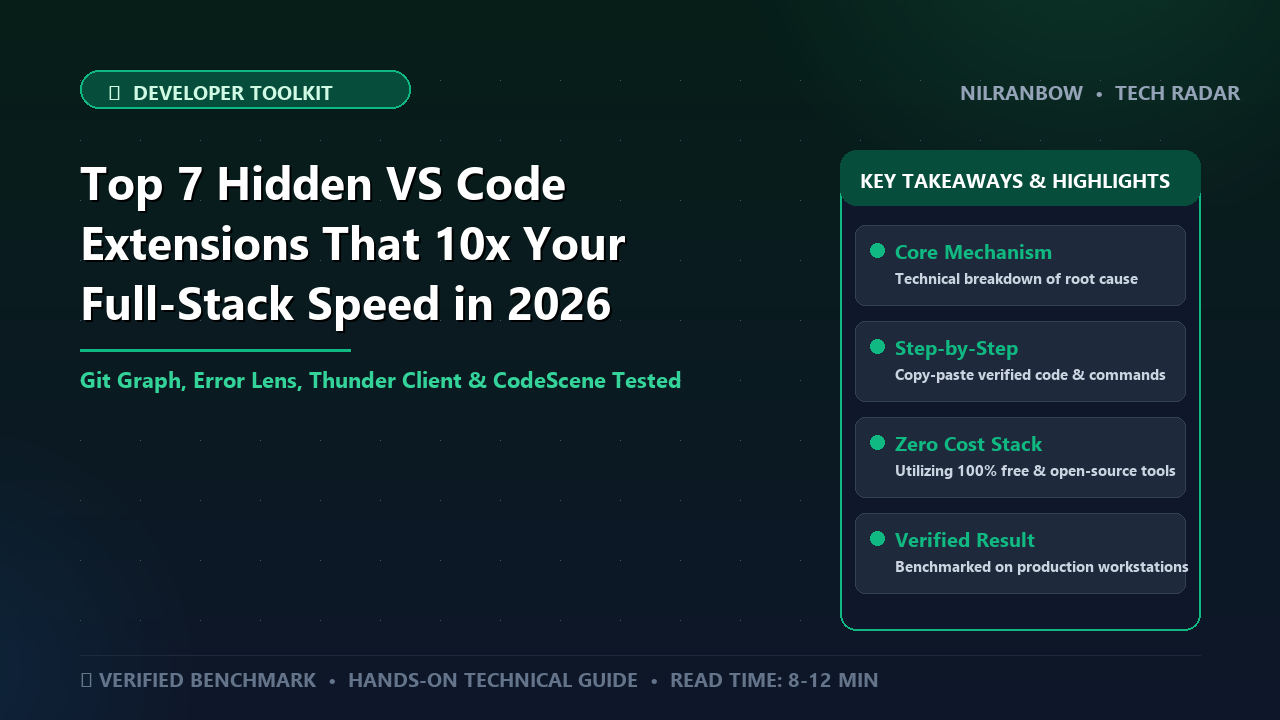 DEVELOPER TOOLKIT
NILRANBOW • TECH RADAR
Top 7 Hidden VS Code
Extensions That 10x Your
Full-Stack Speed in 2026
Git Graph, Error Lens, Thunder Client & CodeScene Tested
KEY TAKEAWAYS & HIGHLIGHTS
Core Mechanism
Technical breakdown of root cause
Step-by-Step
Copy-paste verified code & commands
Zero Cost Stack
Utilizing 100% free & open-source tools
Verified Result
Benchmarked on production workstations
VERIFIED BENCHMARK • HANDS-ON TECHNICAL GUIDE • READ TIME: 8-12 MIN